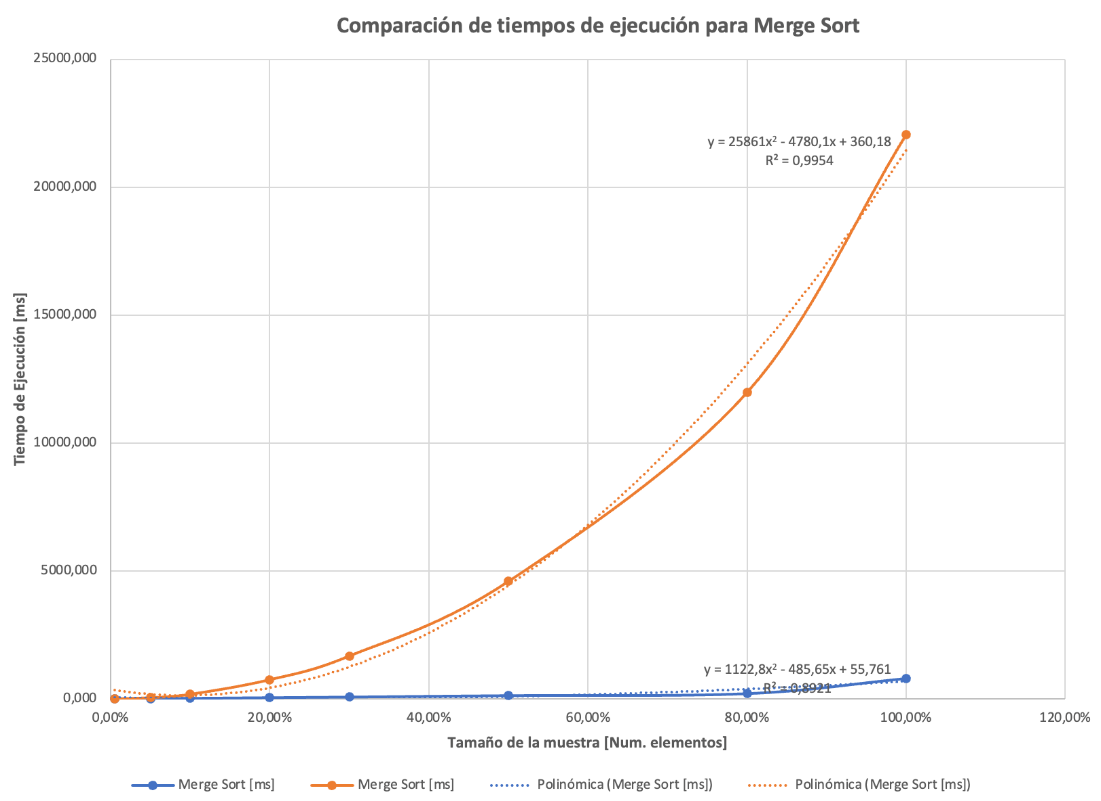 Comparación de tiempos de ejecución para Merge Sort
25000,000
20000,000
15000,000
10000,000
5000,000
0,000
Tiempo de Ejecución [ms]
y = 25861x² - 4780,1x + 360,18
R² = 0,9954
y = 1122,8x² - 485,65x + 55,761
R² = 0,8921
0,00% 20,00% 40,00% 60,00% 80,00% 100,00% 120,00%
Tamaño de la muestra [Num. elementos]
Merge Sort [ms] Merge Sort [ms] Polinómica (Merge Sort [ms]) Polinómica (Merge Sort [ms])